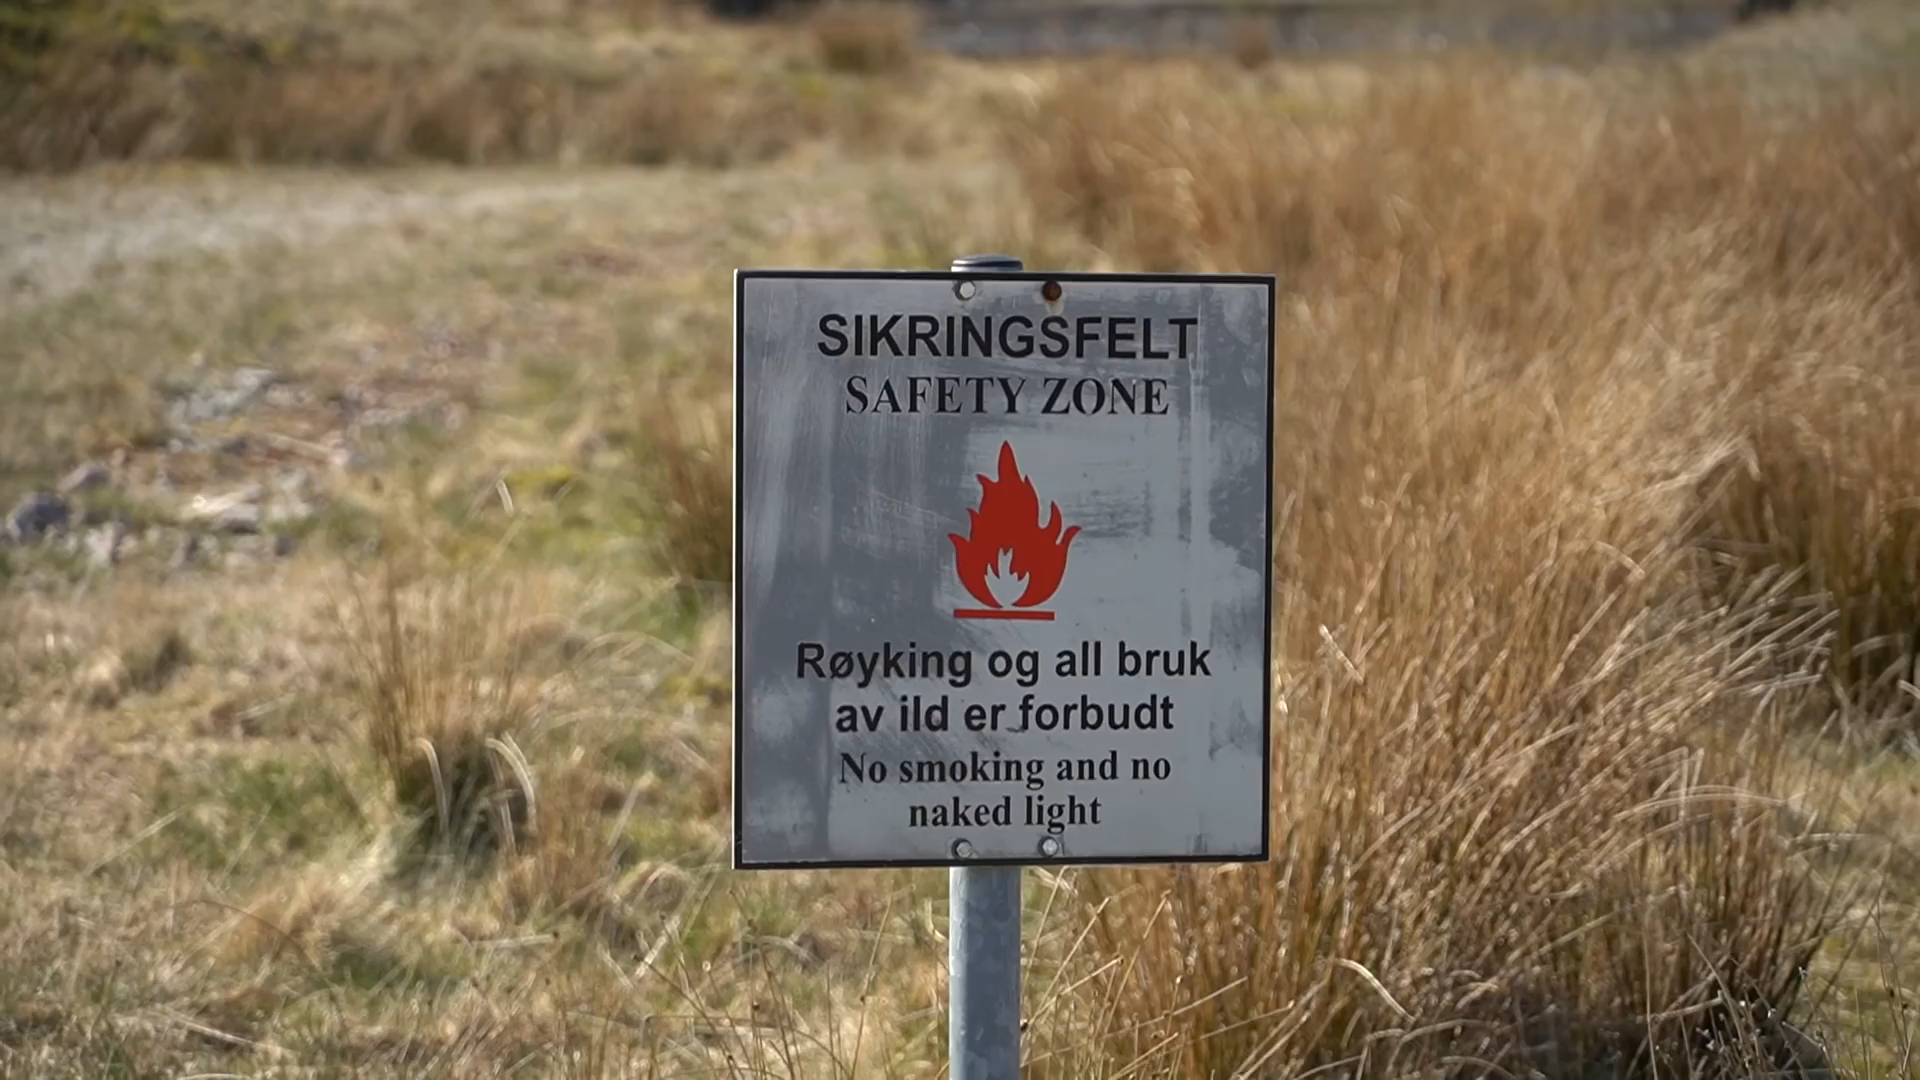 SIKRINGSFELT
SAFETY ZONE
Røyking og all bruk
av ild er forbudt
No smoking and no
naked light